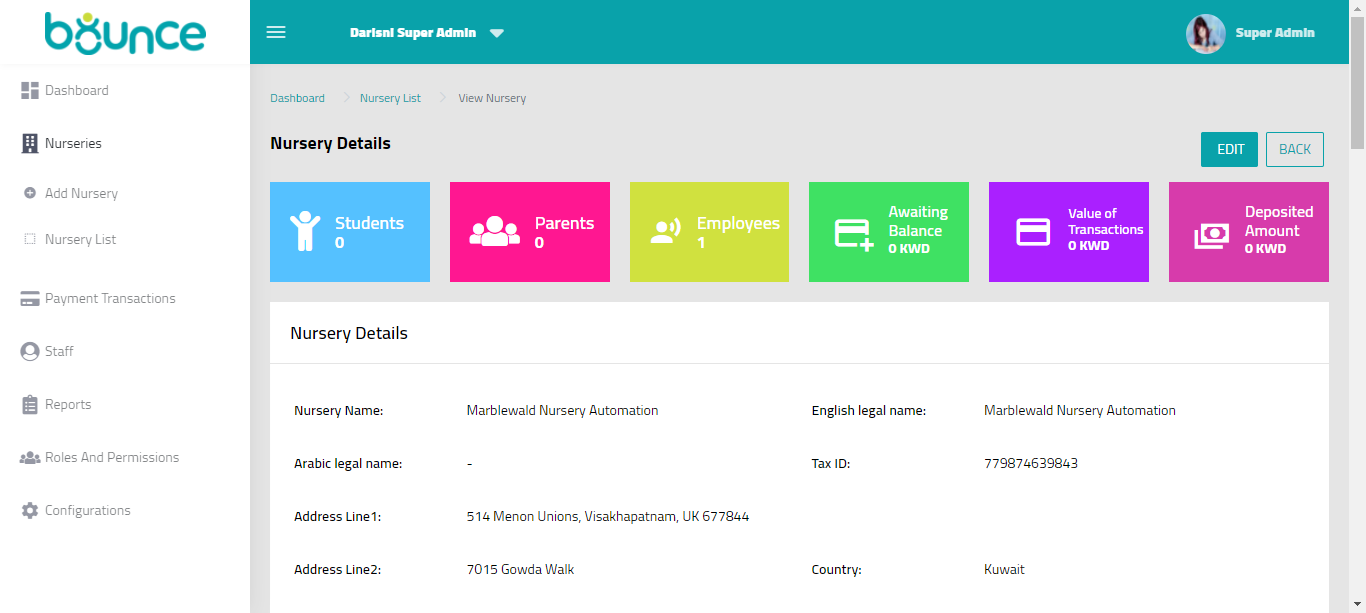 bounce
Darisni Super Admin
Super Admin
Dashboard
Nurseries
Add Nursery
Nursery List
Payment Transactions
Staff
Reports
Roles And Permissions
Configurations
Dashboard Nursery List View Nursery
Nursery Details
EDIT BACK
Students
0
Parents
0
Employees
1
Awaiting
Balance
0 KWD
Value of
Transactions
0 KWD
Deposited
Amount
0 KWD
Nursery Details
Nursery Name: Marblewald Nursery Automation English legal name: Marblewald Nursery Automation
Arabic legal name: - Tax ID: 779874639843
Address Line1: 514 Menon Unions, Visakhapatnam, UK 677844
Address Line2: 7015 Gowda Walk Country: Kuwait